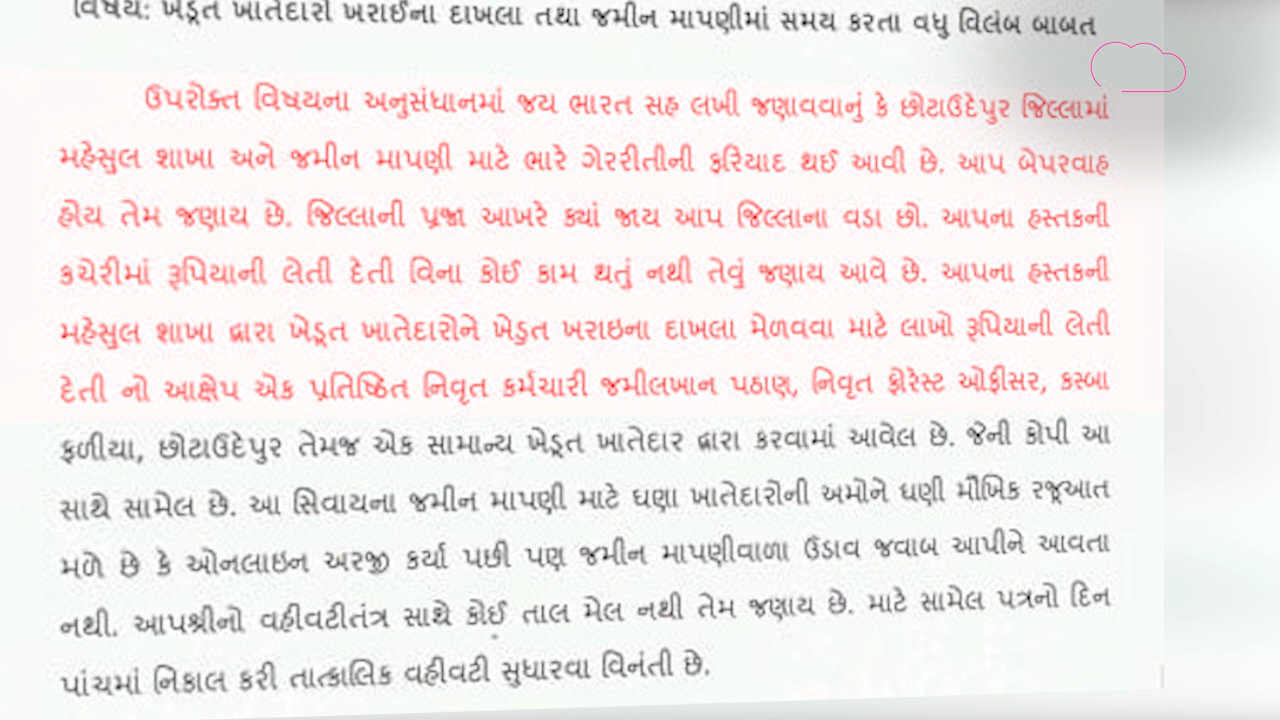 વિષય: ખેડૂત ખાતેદારો ખરાઈના દાખલા તથા જમીન માપણીમાં સમય કરતા વધુ વિલંબ બાબત
ઉપરોક્ત વિષયના અનુસંધાનમાં જય ભારત સહ લખી જણાવવાનું કે છોટાઉદેપુર જિલ્લામાં
મહેસુલ શાખા અને જમીન માપણી માટે ભારે ગેરરીતીની ફરિયાદ થઈ આવી છે. આપ બેપરવાહ
હોય તેમ જણાય છે. જિલ્લાની પ્રજા આખરે ક્યાં જાય આપ જિલ્લાના વડા છો. આપના હસ્તકની
કચેરીમાં રૂપિયાની લેતી દેતી વિના કોઈ કામ થતું નથી તેવું જણાય આવે છે. આપના હસ્તકની
મહેસુલ શાખા દ્વારા ખેડૂત ખાતેદારોને ખેડુત ખરાઇના દાખલા મેળવવા માટે લાખો રૂપિયાની લેતી
દેતી નો આક્ષેપ એક પ્રતિષ્ઠિત નિવૃત કર્મચારી જમીલખાન પઠાણ, નિવૃત ફોરેસ્ટ ઓફીસર, કસ્બા
ફળીયા, છોટાઉદેપુર તેમજ એક સામાન્ય ખેડૂત ખાતેદાર દ્વારા કરવામાં આવેલ છે. જેની કોપી આ
સાથે સામેલ છે. આ સિવાયના જમીન માપણી માટે ઘણા ખાતેદારોની અમોને ઘણી મૌખિક રજૂઆત
મળે છે કે ઓનલાઇન અરજી કર્યા પછી પણ જમીન માપણીવાળા ઉડાવ જવાબ આપીને આવતા
નથી. આપશ્રીનો વહીવટીતંત્ર સાથે કોઈ તાલ મેલ નથી તેમ જણાય છે. માટે સામેલ પત્રનો દિન
પાંચમાં નિકાલ કરી તાત્કાલિક વહીવટી સુધારવા વિનંતી છે.